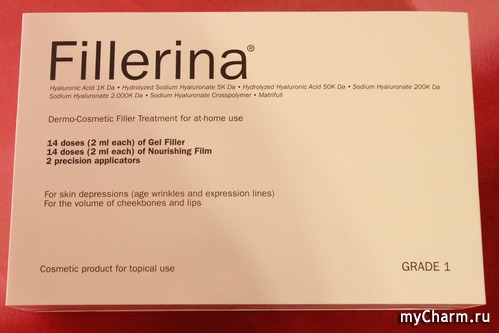 Fillerina®
Hyaluronic Acid 1K Da • Hydrolyzed Sodium Hyaluronate 5K Da • Hydrolyzed Hyaluronic Acid 50K Da • Sodium Hyaluronate 200K Da
Sodium Hyaluronate 2.000K Da • Sodium Hyaluronate Crosspolymer • Matrifull
Dermo-Cosmetic Filler Treatment for at-home use
14 doses (2 ml each) of Gel Filler
14 doses (2 ml each) of Nourishing Film
2 precision applicators
For skin depressions (age wrinkles and expression lines)
For the volume of cheekbones and lips
Cosmetic product for topical use
GRADE 1
myCharm.ru